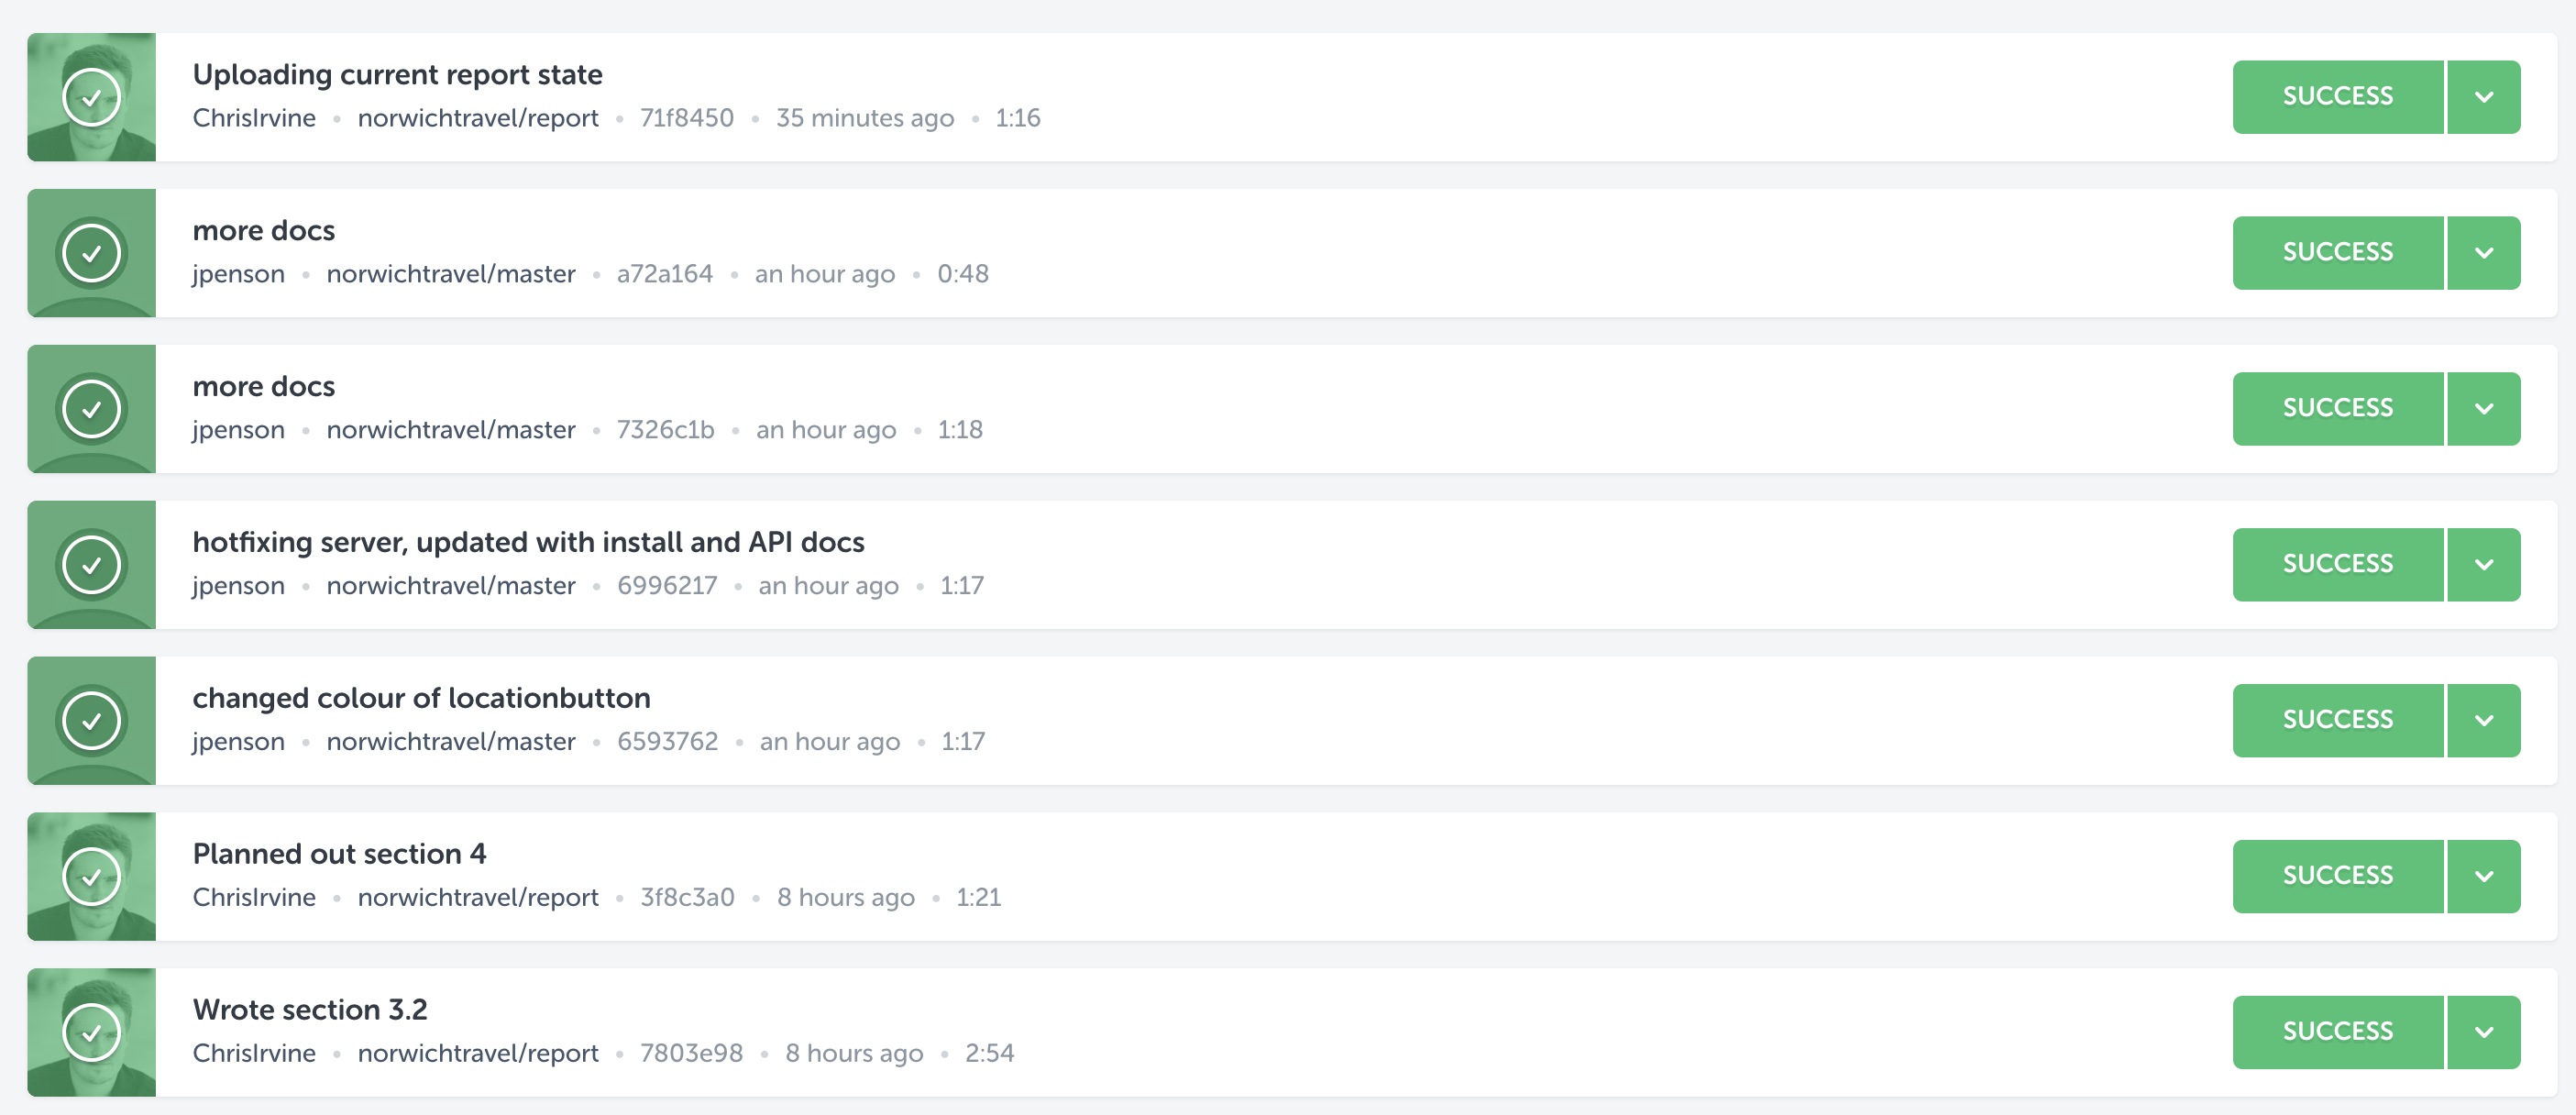 Uploading current report state
SUCCESS
ChrisIrvine • norwichtravel/report • 71f8450 • 35 minutes ago • 1:16
more docs
SUCCESS
jpenson • norwichtravel/master • a72a164 • an hour ago • 0:48
more docs
SUCCESS
jpenson • norwichtravel/master • 7326c1b • an hour ago • 1:18
hotfixing server, updated with install and API docs
SUCCESS
jpenson • norwichtravel/master • 6996217 • an hour ago • 1:17
changed colour of locationbutton
SUCCESS
jpenson • norwichtravel/master • 6593762 • an hour ago • 1:17
Planned out section 4
SUCCESS
ChrisIrvine • norwichtravel/report • 3f8c3a0 • 8 hours ago • 1:21
Wrote section 3.2
SUCCESS
ChrisIrvine • norwichtravel/report • 7803e98 • 8 hours ago • 2:54